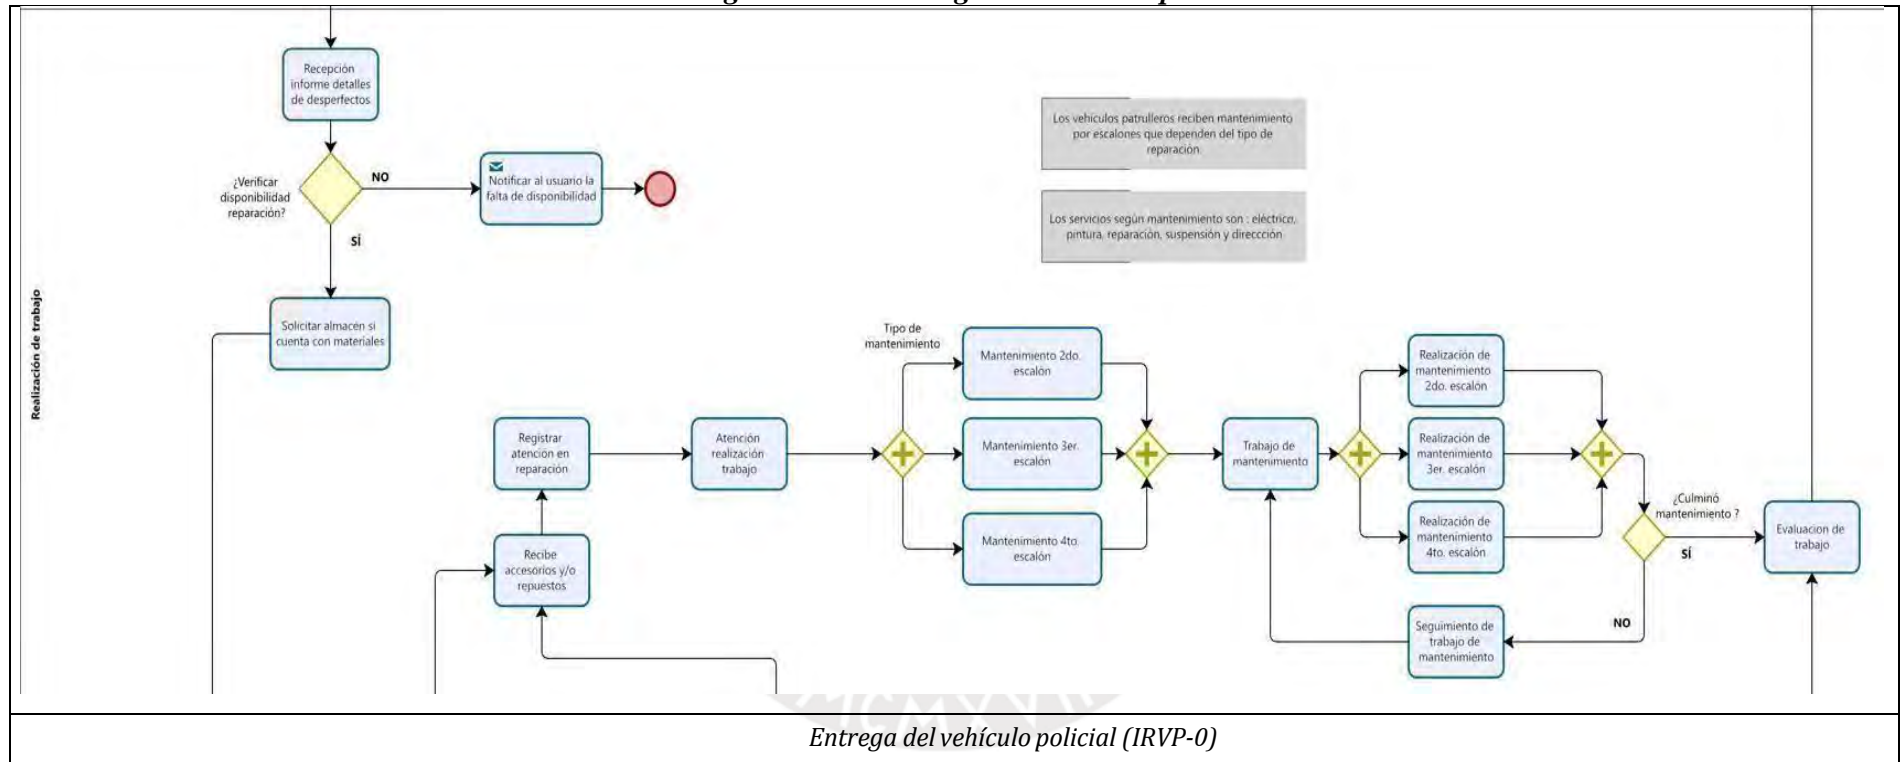 Recepción
informe detalles
de desperfectos
¿Verificar
disponibilidad
reparación?
NO
Notificar al usuario la
falta de disponibilidad
SÍ
Solicitar almacen si
cuenta con materiales
Los vehiculos patrulleros reciben mantenimiento
por escalones que dependen del tipo de
reparación.
Los servicios según mantenimiento son : eléctrico,
pintura, reparación, suspensión y direccción
Realización de trabajo
Registrar
atención en
reparación
Recibe
accesorios y/o
repuestos
Atención
realización
trabajo
Tipo de
mantenimiento
Mantenimiento 2do.
escalón
Mantenimiento 3er.
escalón
Mantenimiento 4to.
escalón
Trabajo de
mantenimiento
Realización de
mantenimiento
2do. escalón
Realización de
mantenimiento
3er. escalón
Realización de
mantenimiento
4to. escalón
¿Culminó
mantenimiento ?
SÍ
NO
Seguimiento de
trabajo de
mantenimiento
Evaluacion de
trabajo
Entrega del vehículo policial (IRVP-0)